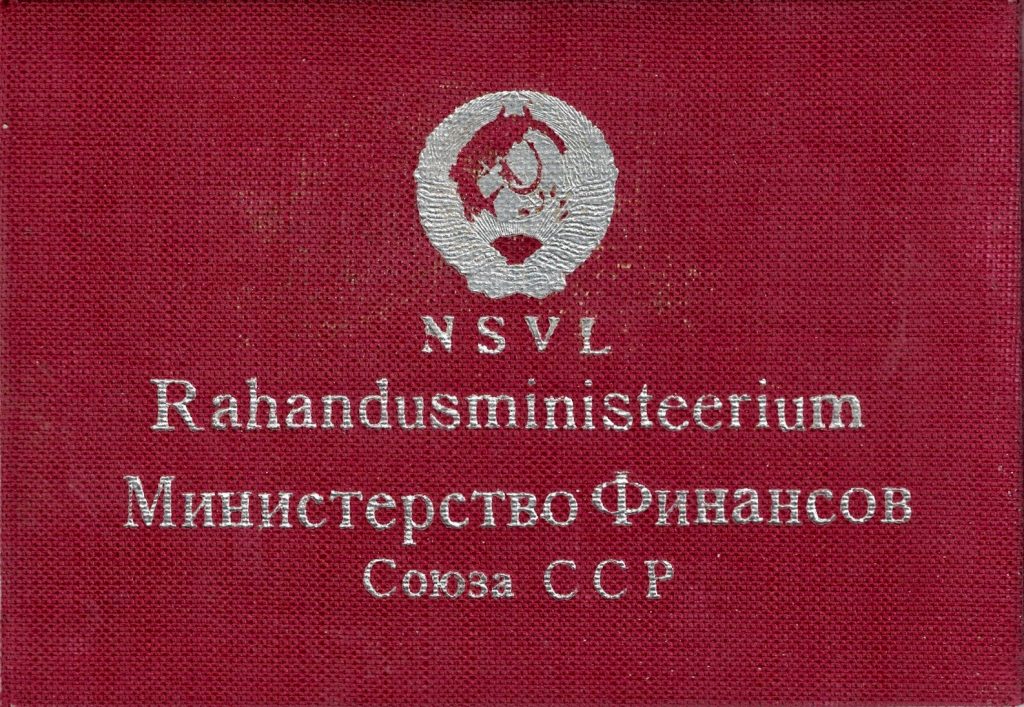 NSVL
Rahandusministeerium
Министерство Финансов
Союза ССР